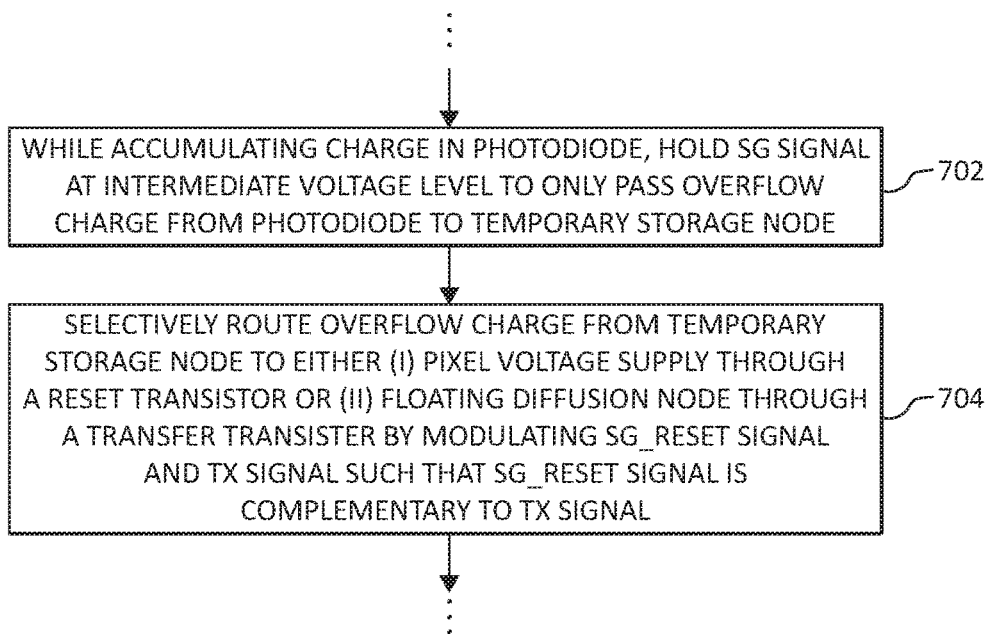 WHILE ACCUMULATING CHARGE IN PHOTODIODE, HOLD SG SIGNAL
AT INTERMEDIATE VOLTAGE LEVEL TO ONLY PASS OVERFLOW
CHARGE FROM PHOTODIODE TO TEMPORARY STORAGE NODE
702
SELECTIVELY ROUTE OVERFLOW CHARGE FROM TEMPORARY
STORAGE NODE TO EITHER (I) PIXEL VOLTAGE SUPPLY THROUGH
A RESET TRANSISTOR OR (II) FLOATING DIFFUSION NODE THROUGH
A TRANSFER TRANSISTER BY MODULATING SG_RESET SIGNAL
AND TX SIGNAL SUCH THAT SG_RESET SIGNAL IS
COMPLEMENTARY TO TX SIGNAL
704